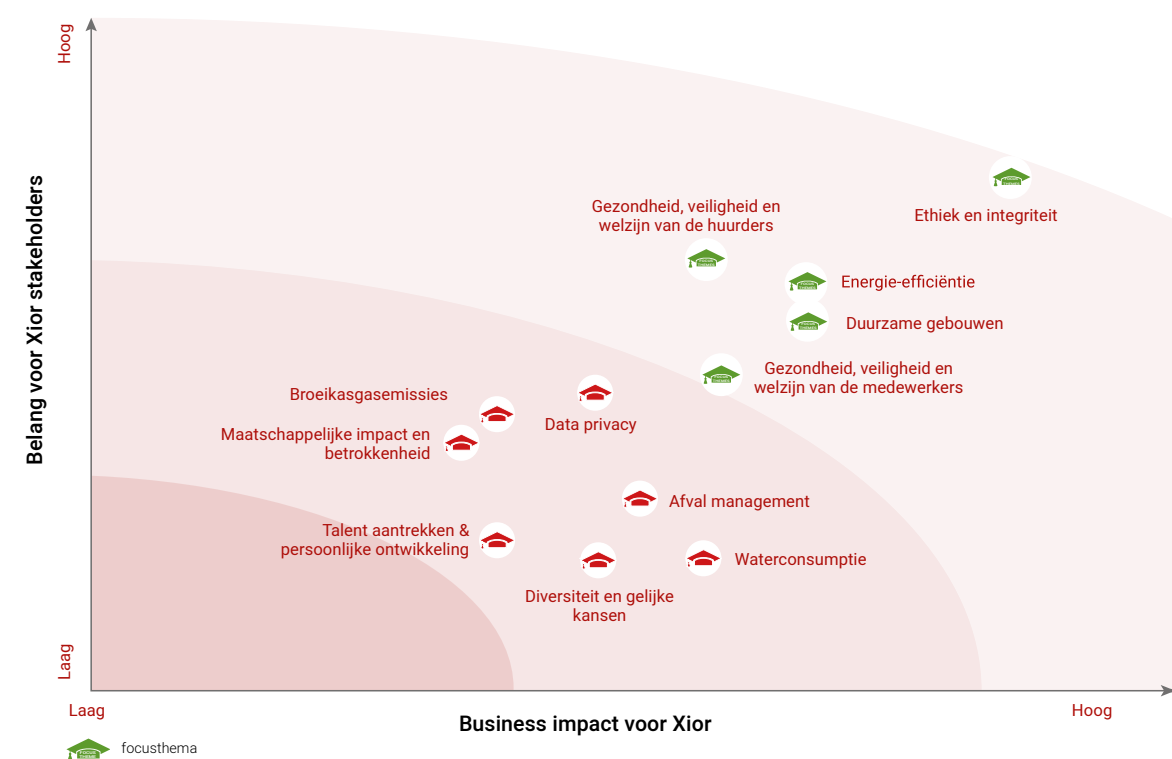 Hoog
Belang voor Xior stakeholders
Laag
Ethiek en integriteit
Gezondheid, veiligheid en
welzijn van de huurders
Energie-efficiëntie
Duurzame gebouwen
Gezondheid, veiligheid en
welzijn van de medewerkers
Broeikasgasemissies
Data privacy
Maatschappelijke impact en
betrokkenheid
Afval management
Talent aantrekken &
persoonlijke ontwikkeling
Waterconsumptie
Diversiteit en gelijke
kansen
Laag
Business impact voor Xior
Hoog
focusthema